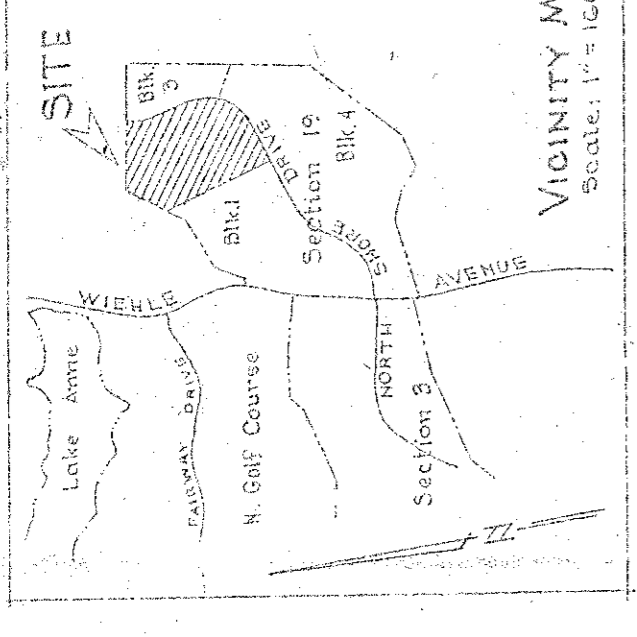 SITE
Blk.
3
Blk.1
DRIVE
Section 19
Blk.4
SHORE
WIEHLE
AVENUE
Lake Anne
FAIRWAY DRIVE
N. Golf Course
NORTH
Section 3
VICINITY M
Scale: 1"=160